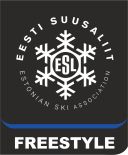 EESTI SUUSALIIT
ESL
ESTONIAN SKI ASSOCIATION
FREESTYLE